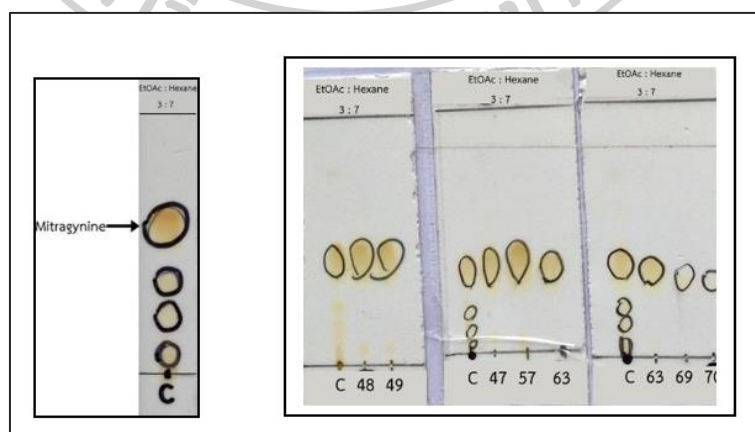 EtOAc : Hexane
3 : 7
Mitragynine
C
EtOAc : Hexane
3 : 7
C 48 49
EtOAc : Hexane
3 : 7
C 47 57 63
EtOAc : Hexane
3 : 7
C 63 69 70